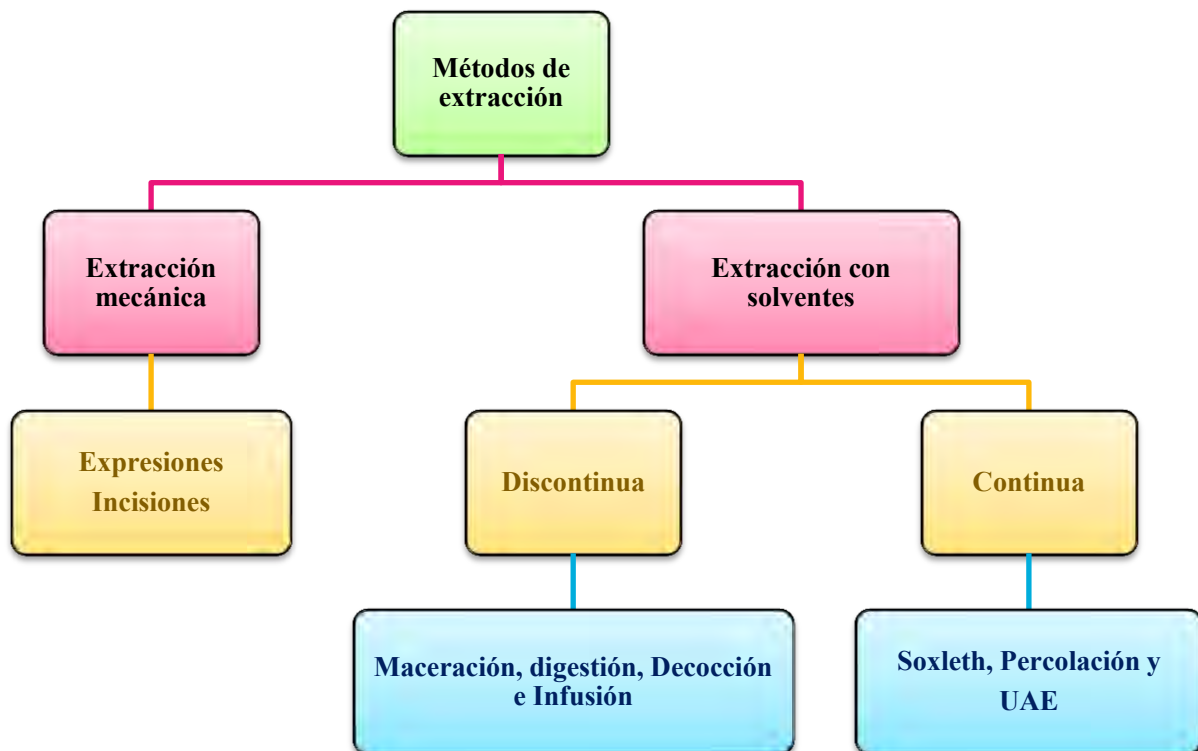 Métodos de
extracción
Extracción
mecánica
Extracción con
solventes
Expresiones
Incisiones
Discontinua
Continua
Maceración, digestión, Decocción
e Infusión
Soxleth, Percolación y
UAE